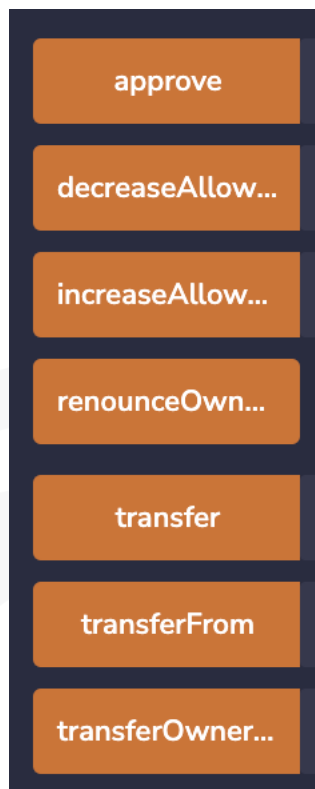 approve
decreaseAllow...
increaseAllow...
renounceOwn...
transfer
transferFrom
transferOwner...